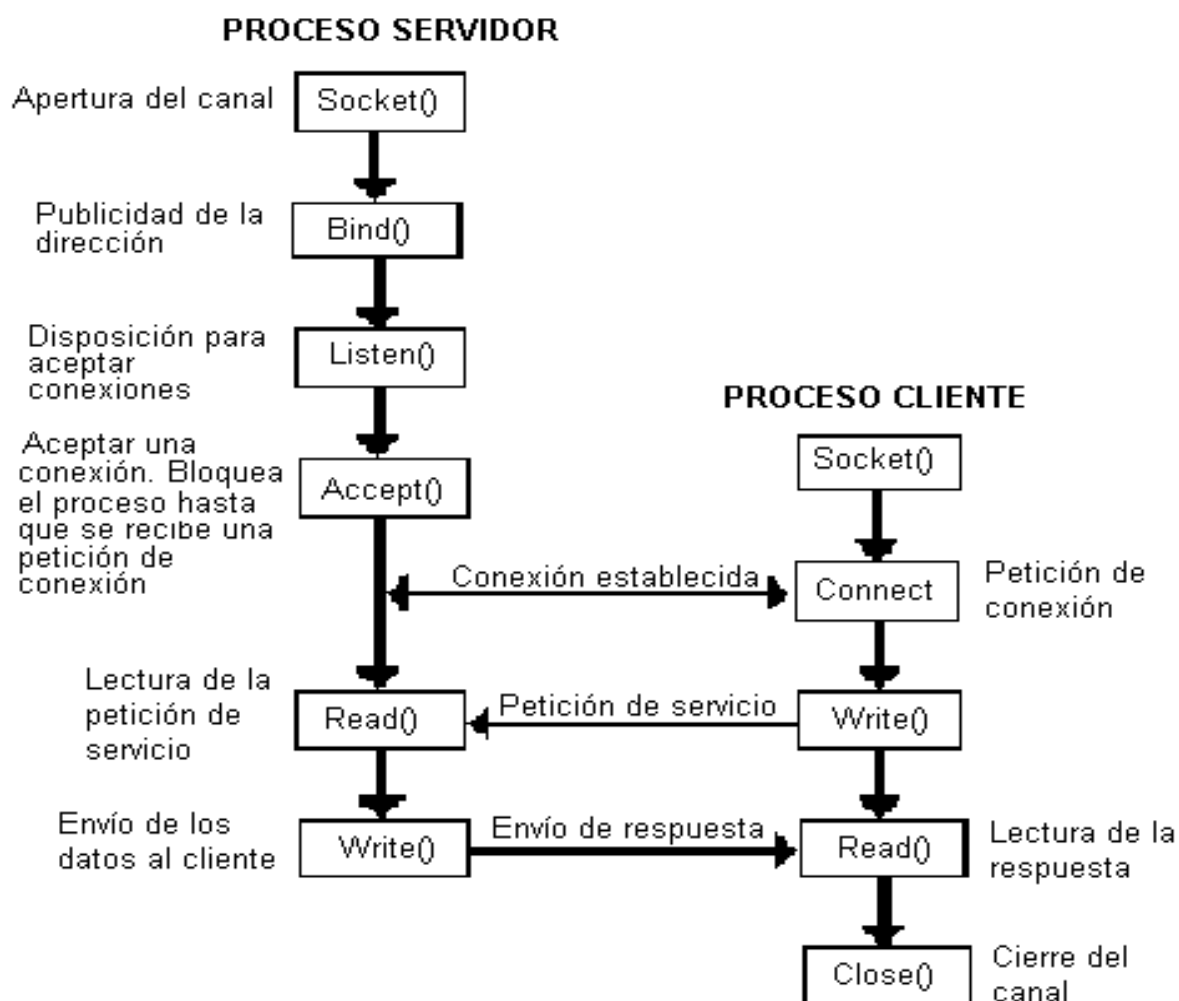 PROCESO SERVIDOR
Apertura del canal
Socket()
Publicidad de la
dirección
Bind()
Disposición para
aceptar
conexiones
Listen()
Aceptar una
conexión. Bloquea
el proceso hasta
que se recibe una
petición de
conexión
Accept()
PROCESO CLIENTE
Socket()
Conexión establecida
Connect
Petición de
conexión
Lectura de la
petición de
servicio
Read()
Petición de servicio
Write()
Envío de los
datos al cliente
Write()
Envío de respuesta
Read()
Lectura de la
respuesta
Close()
Cierre del
canal